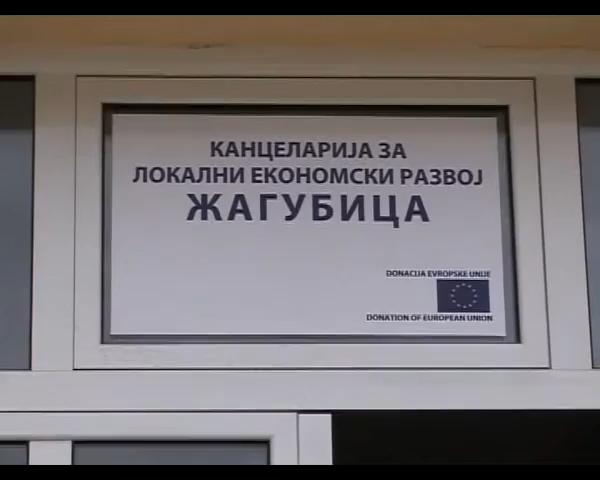 КАНЦЕЛАРИЈА ЗА
ЛОКАЛНИ ЕКОНОМСКИ РАЗВОЈ
ЖАГУБИЦА
DONACIJA EVROPSKE UNIJE
DONATION OF EUROPEAN UNION